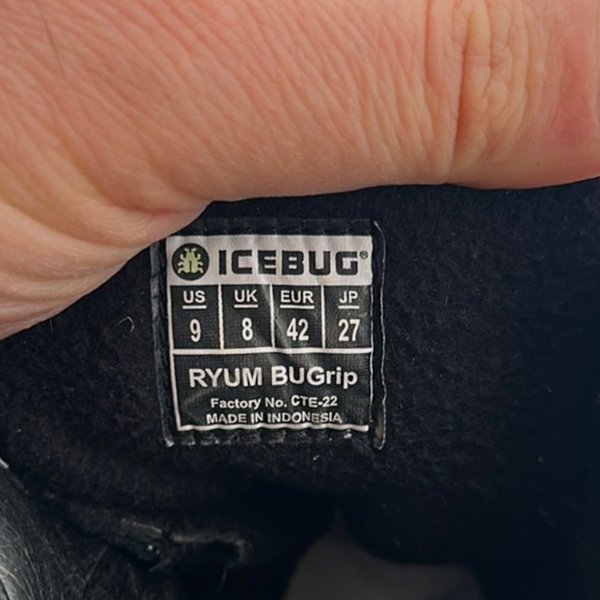 ICEBUG®
US UK EUR JP
9 8 42 27
RYUM BUGrip
Factory No. CTE-22
MADE IN INDONESIA